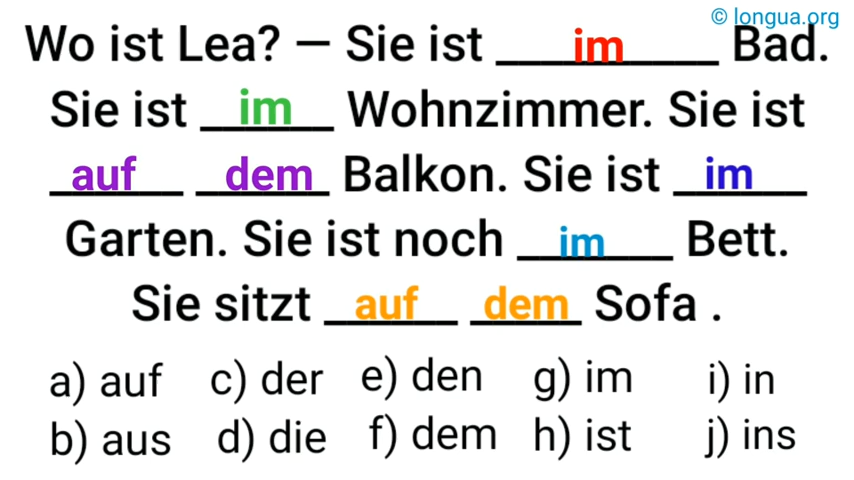 © longua.org
Wo ist Lea? – Sie ist im Bad.
Sie ist im Wohnzimmer. Sie ist
auf dem Balkon. Sie ist im
Garten. Sie ist noch im Bett.
Sie sitzt auf dem Sofa .
a) auf c) der e) den g) im i) in
b) aus d) die f) dem h) ist j) ins